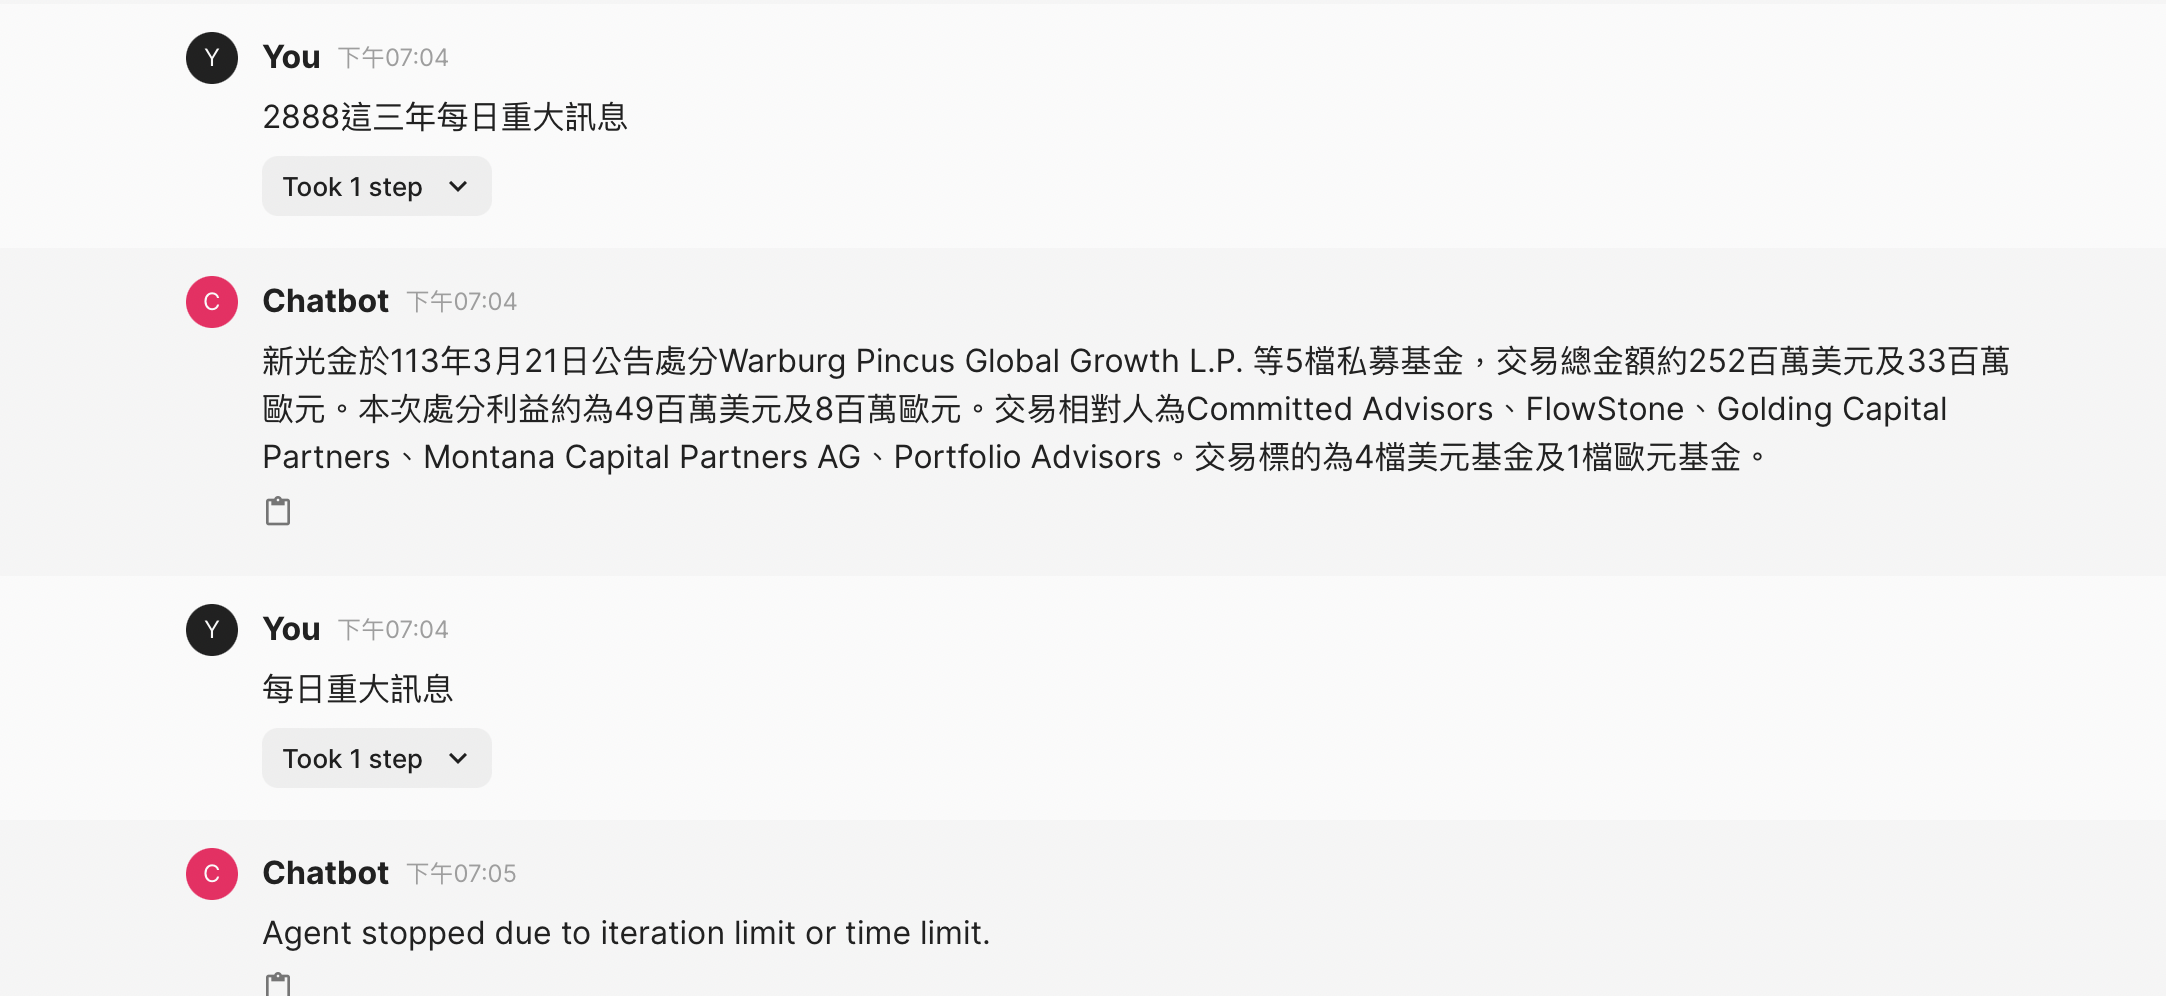 Y You 下午07:04
2888這三年每日重大訊息
Took 1 step
C Chatbot 下午07:04
新光金於113年3月21日公告處分Warburg Pincus Global Growth L.P. 等5檔私募基金，交易總金額約252百萬美元及33百萬
歐元。本次處分利益約為49百萬美元及8百萬歐元。交易相對人為Committed Advisors、FlowStone、Golding Capital
Partners、Montana Capital Partners AG、Portfolio Advisors。交易標的為4檔美元基金及1檔歐元基金。
Y You 下午07:04
每日重大訊息
Took 1 step
C Chatbot 下午07:05
Agent stopped due to iteration limit or time limit.